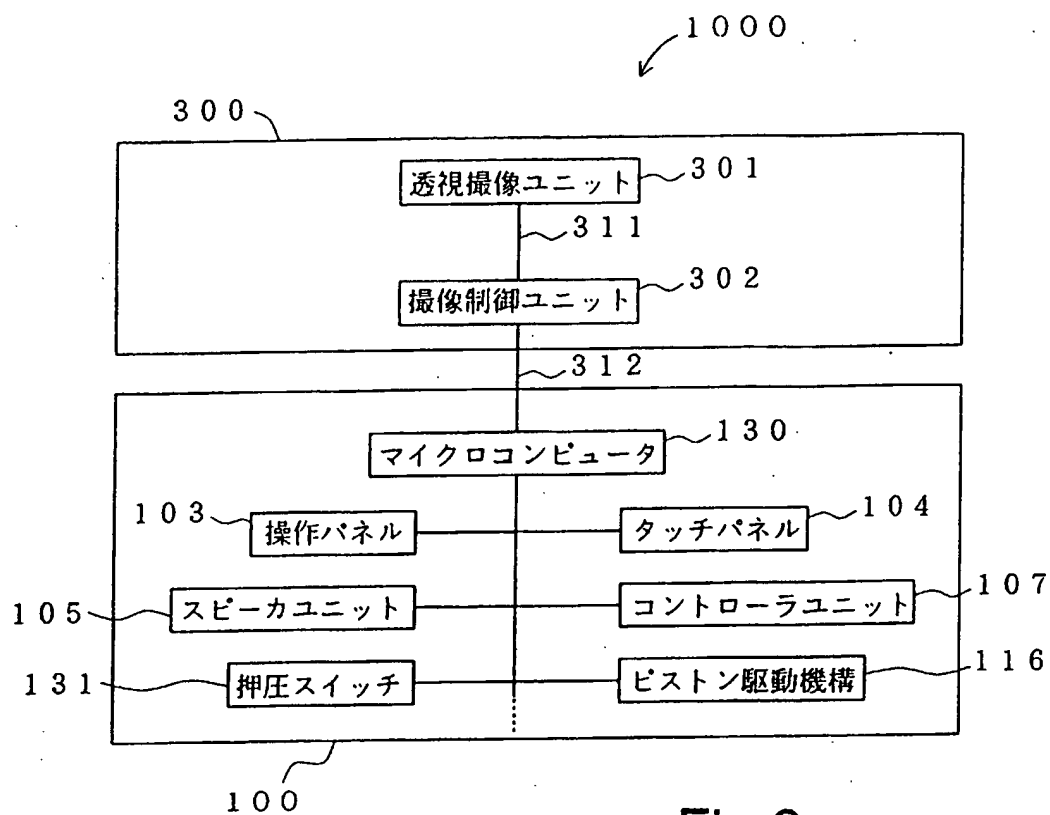 1000
300
透視撮像ユニット 301
311
撮像制御ユニット 302
312
マイクロコンピュータ 130
103 操作パネル タッチパネル 104
105 スピーカユニット コントローラユニット 107
131 押圧スイッチ ピストン駆動機構 116
100